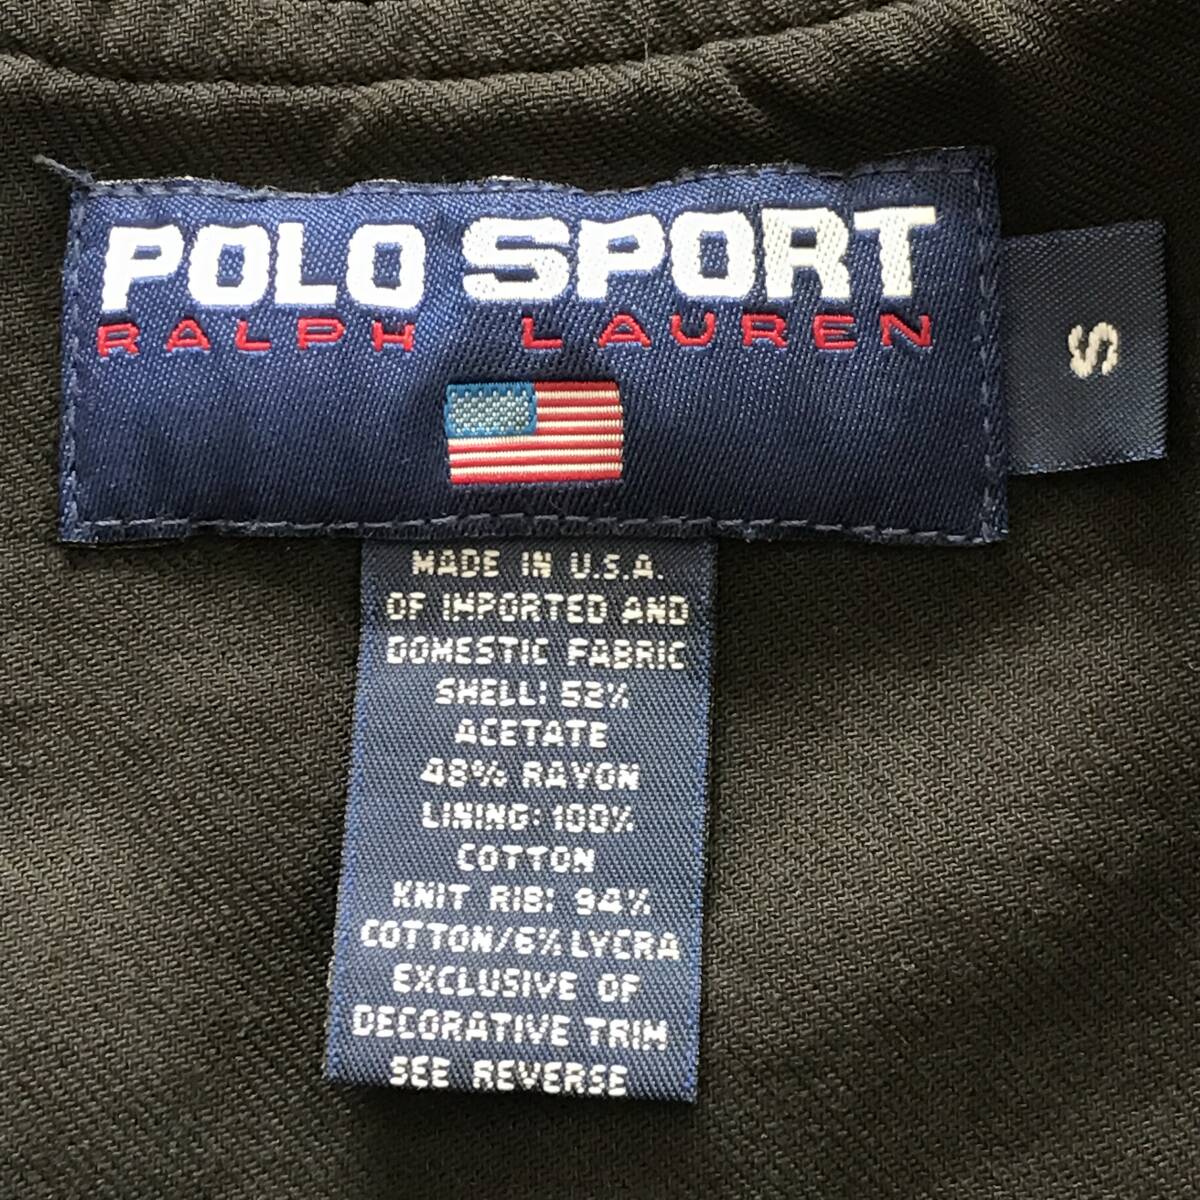 POLO SPORT
RALPH LAUREN
S
MADE IN U.S.A.
OF IMPORTED AND
DOMESTIC FABRIC
SHELL: 52%
ACETATE
48% RAYON
LINING: 100%
COTTON
KNIT RIB: 94%
COTTON/6% LYCRA
EXCLUSIVE OF
DECORATIVE TRIM
SEE REVERSE